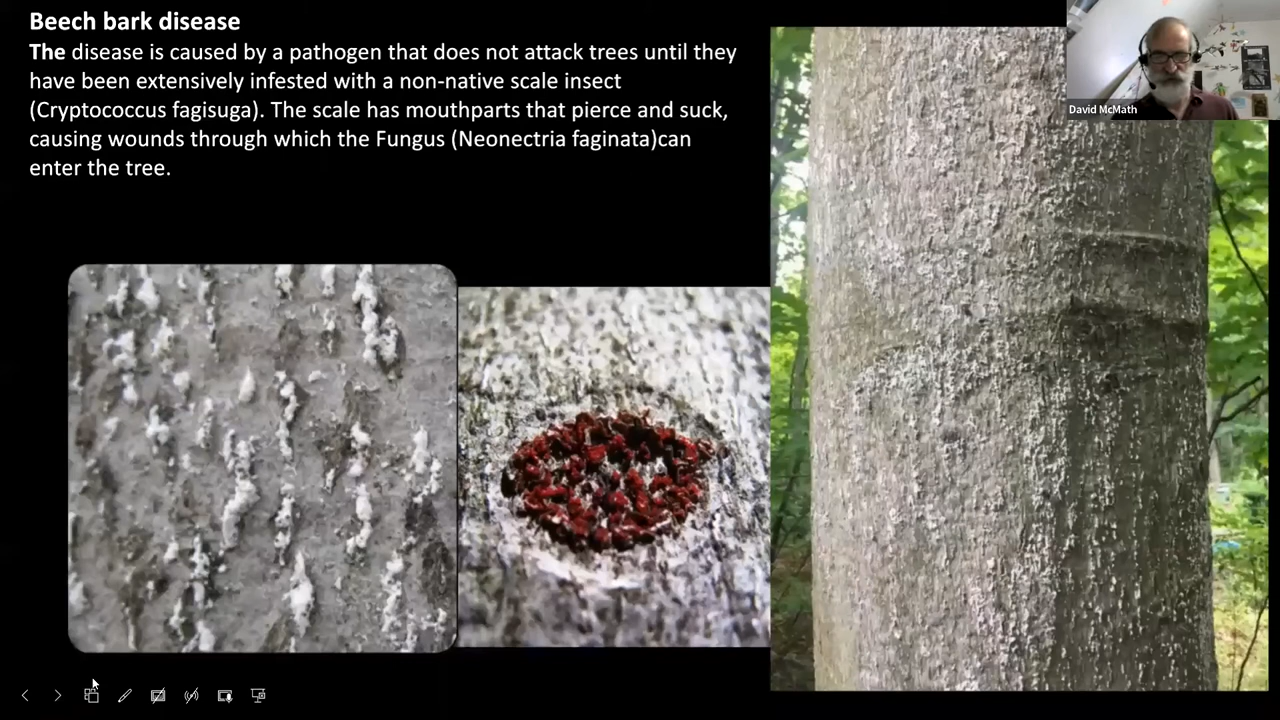 Beech bark disease
The disease is caused by a pathogen that does not attack trees until they
have been extensively infested with a non-native scale insect
(Cryptococcus fagisuga). The scale has mouthparts that pierce and suck,
causing wounds through which the Fungus (Neonectria faginata)can
enter the tree.
David McMath